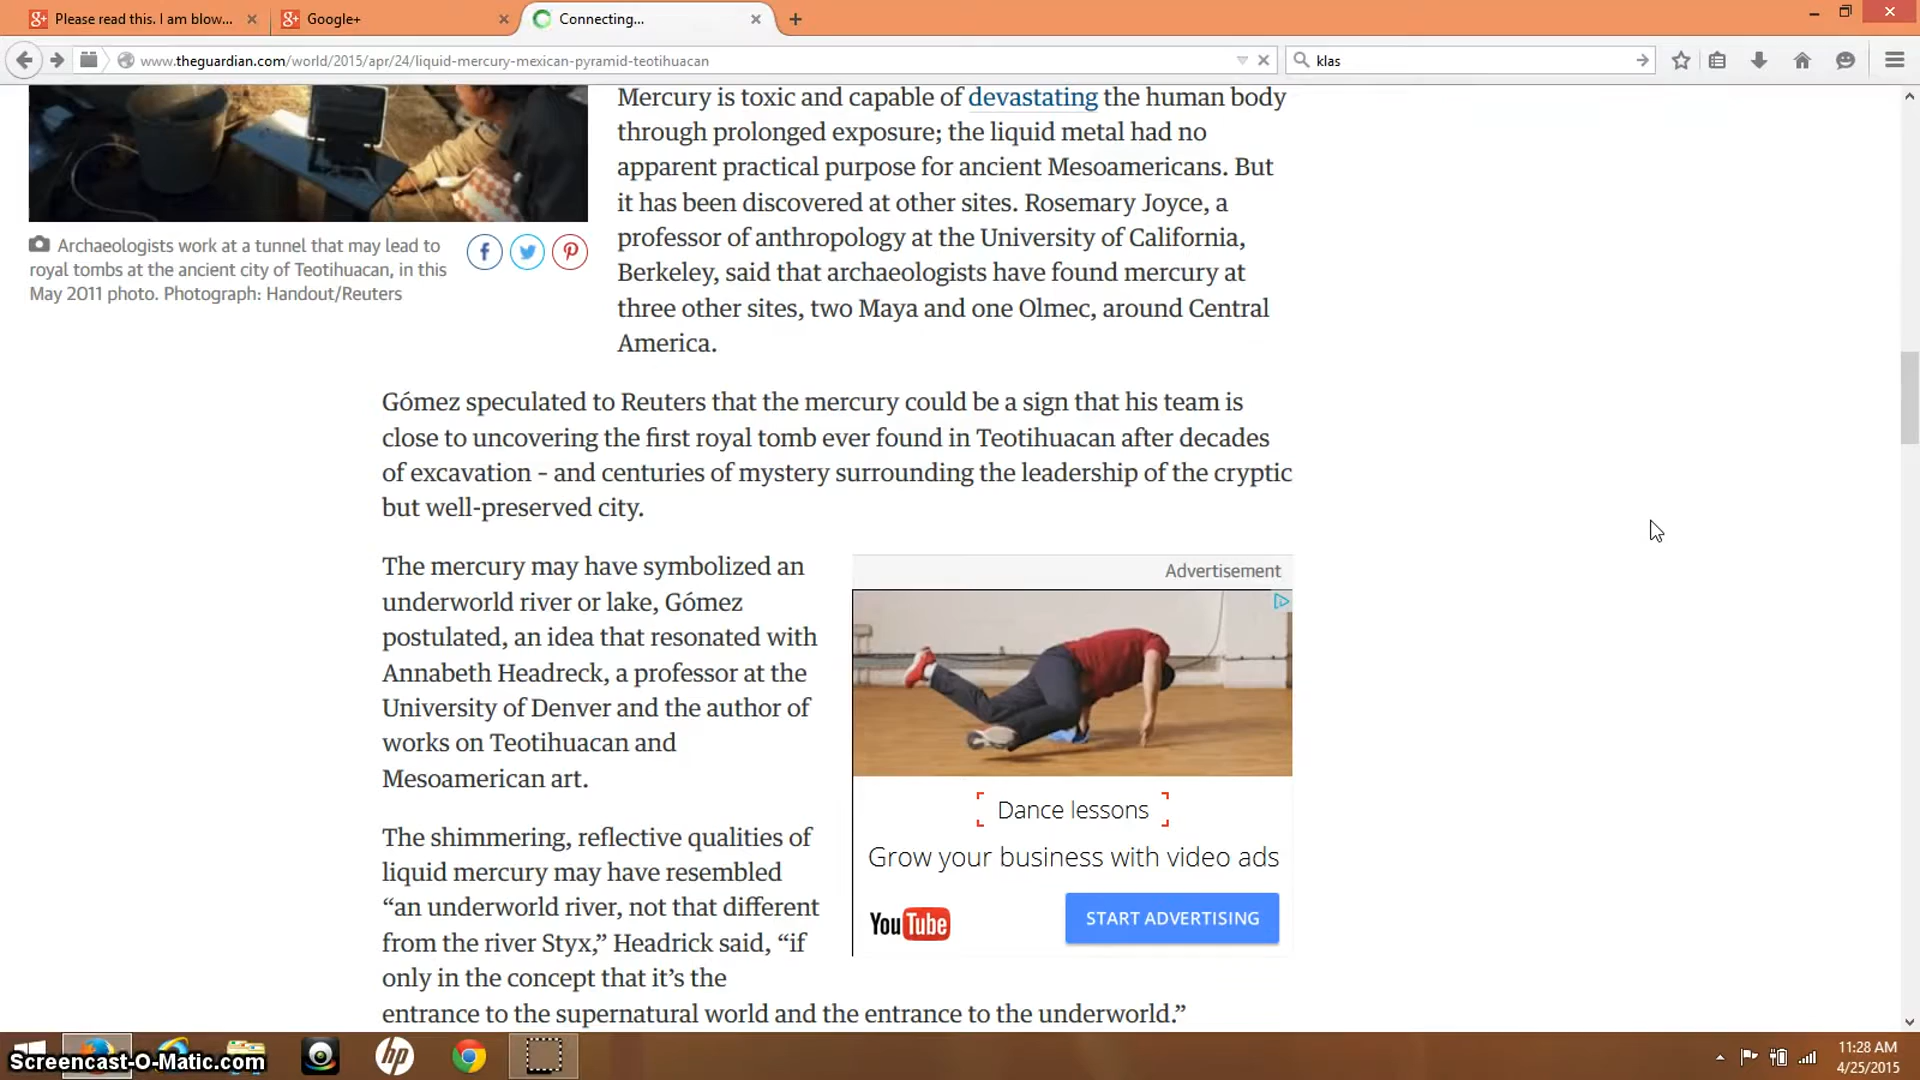 Please read this. I am blow...
Google+
Connecting...
www.theguardian.com/world/2015/apr/24/liquid-mercury-mexican-pyramid-teotihuacan
klas
Mercury is toxic and capable of devastating the human body
through prolonged exposure; the liquid metal had no
apparent practical purpose for ancient Mesoamericans. But
it has been discovered at other sites. Rosemary Joyce, a
professor of anthropology at the University of California,
Berkeley, said that archaeologists have found mercury at
three other sites, two Maya and one Olmec, around Central
America.
Archaeologists work at a tunnel that may lead to
royal tombs at the ancient city of Teotihuacan, in this
May 2011 photo. Photograph: Handout/Reuters
Gómez speculated to Reuters that the mercury could be a sign that his team is
close to uncovering the first royal tomb ever found in Teotihuacan after decades
of excavation – and centuries of mystery surrounding the leadership of the cryptic
but well-preserved city.
The mercury may have symbolized an
underworld river or lake, Gómez
postulated, an idea that resonated with
Annabeth Headreck, a professor at the
University of Denver and the author of
works on Teotihuacan and
Mesoamerican art.
The shimmering, reflective qualities of
liquid mercury may have resembled
“an underworld river, not that different
from the river Styx,” Headrick said, “if
only in the concept that it’s the
entrance to the supernatural world and the entrance to the underworld.”
Advertisement
Dance lessons
Grow your business with video ads
YouTube
START ADVERTISING
Screencast-O-Matic.com
hp
11:28 AM
4/25/2015